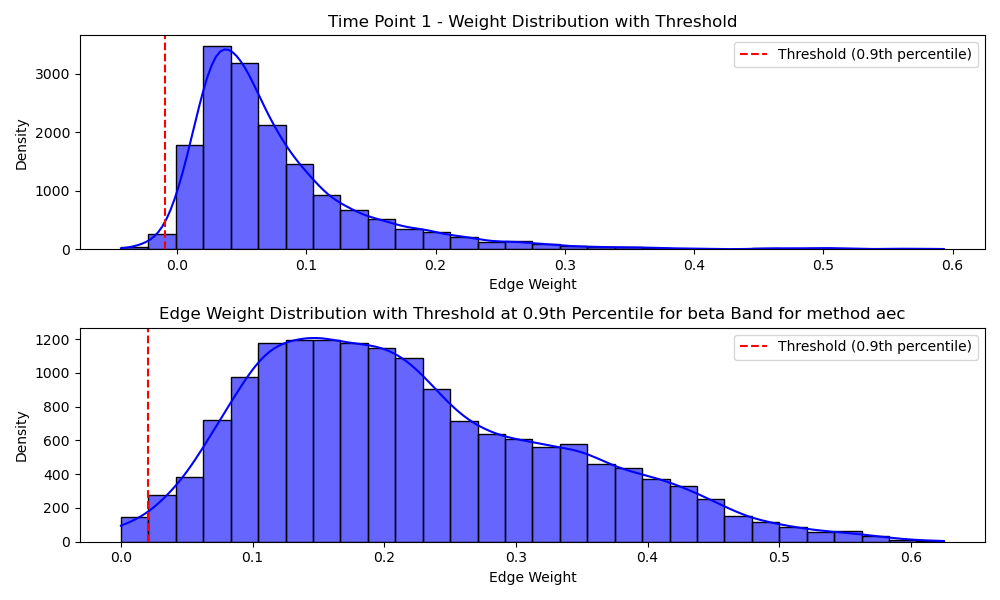 Time Point 1 - Weight Distribution with Threshold
Threshold (0.9th percentile)
Density
3000
2000
1000
0
0.0 0.1 0.2 0.3 0.4 0.5 0.6
Edge Weight
Edge Weight Distribution with Threshold at 0.9th Percentile for beta Band for method aec
Threshold (0.9th percentile)
Density
1200
1000
800
600
400
200
0
0.0 0.1 0.2 0.3 0.4 0.5 0.6
Edge Weight